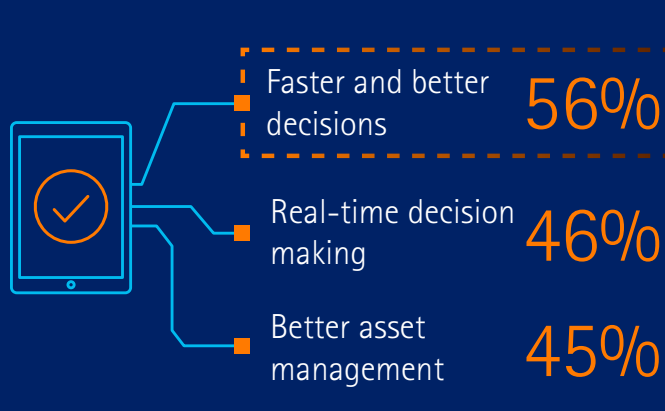 Faster and better
decisions
56%
Real-time decision
making
46%
Better asset
management
45%